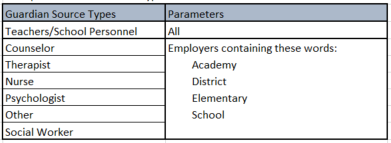 Guardian Source Types Parameters
Teachers/School Personnel All
Counselor Employers containing these words:
Therapist Academy
Nurse District
Psychologist Elementary
Other School
Social Worker